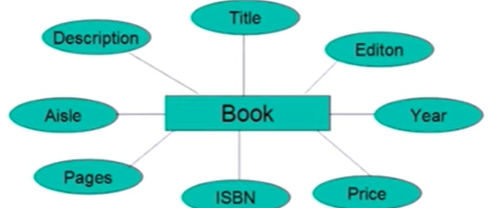 Title
Description
Editon
Aisle
Book
Year
Pages
ISBN
Price